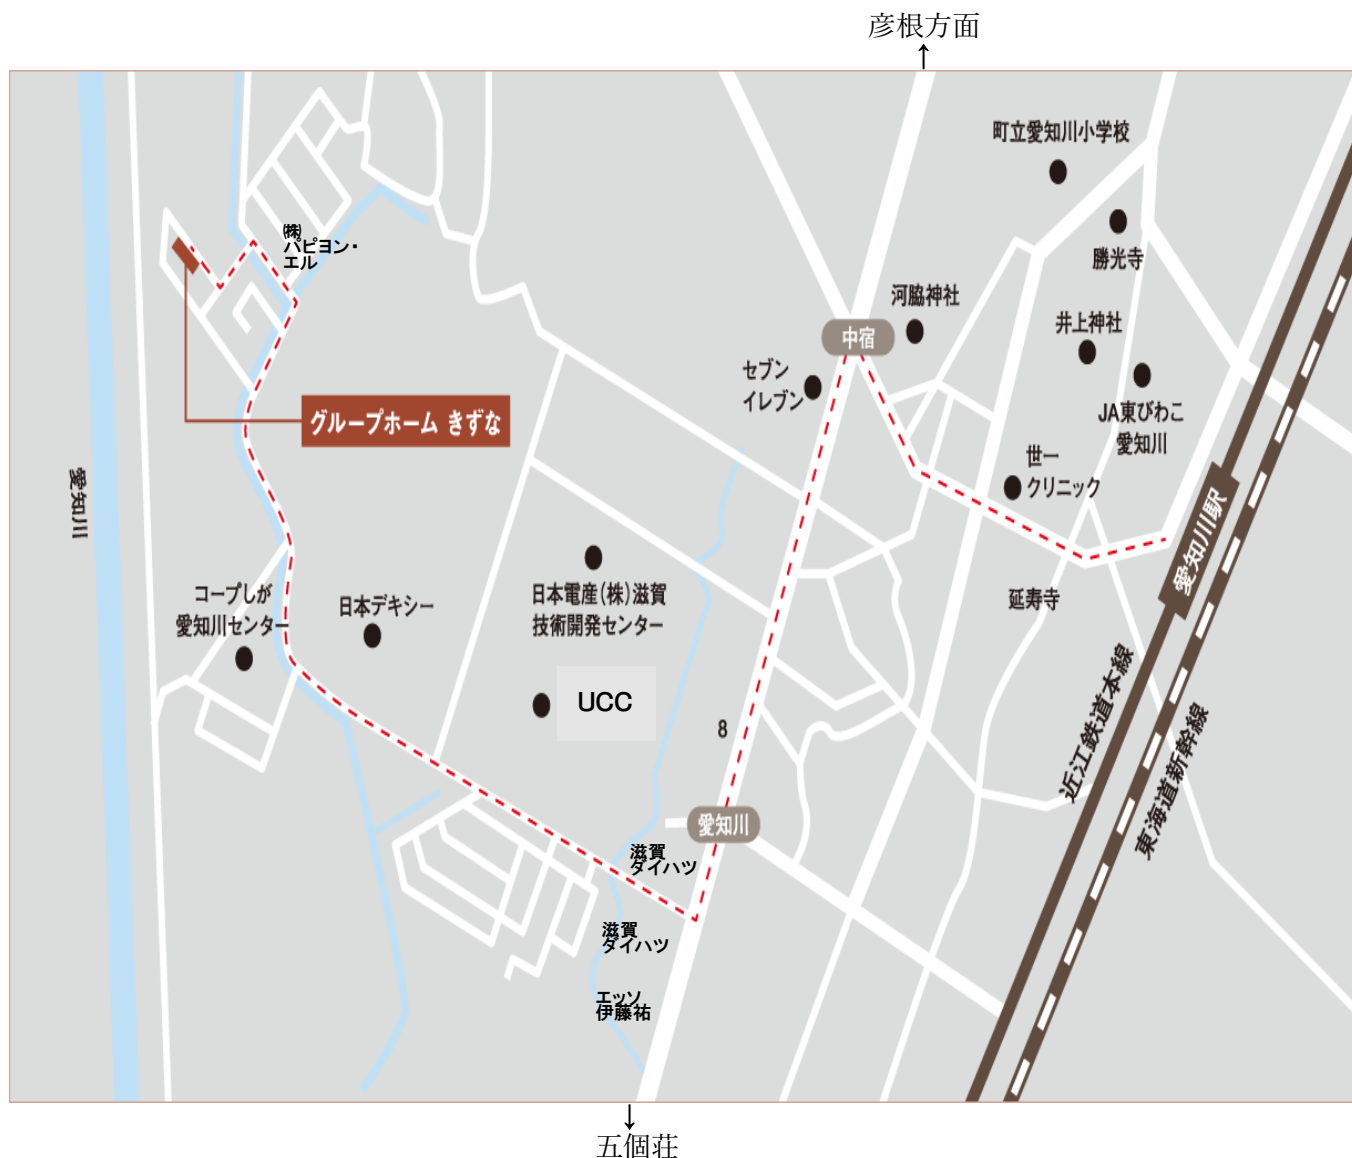 彦根方面
↑
町立愛知川小学校
㈱
パピヨン・
エル
勝光寺
河脇神社
井上神社
中宿
セブン
イレブン
JA東びわこ
愛知川
グループホーム きずな
世一
クリニック
愛知川
愛知川駅
コープしが
愛知川センター
日本デキシー
日本電産(株)滋賀
技術開発センター
延寿寺
UCC
8
近江鉄道本線
東海道新幹線
愛知川
滋賀
ダイハツ
滋賀
ダイハツ
エッソ
伊藤祐
↓
五個荘